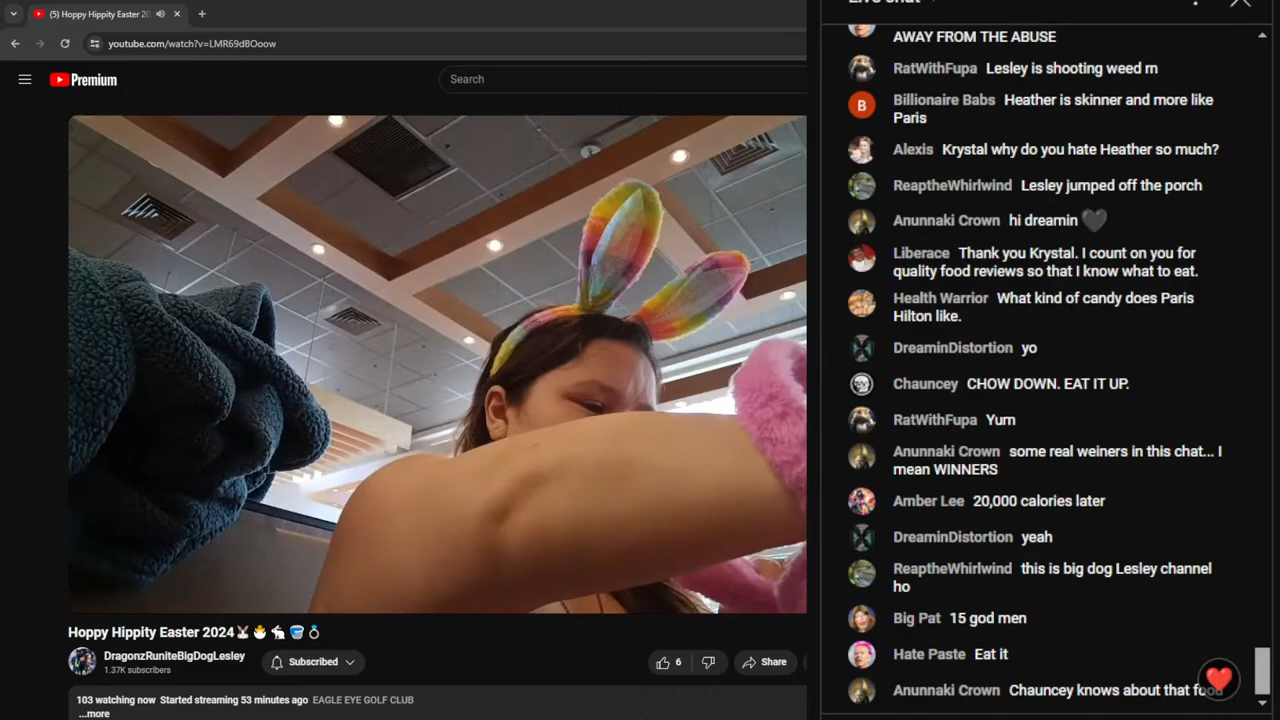 (5) Hoppy Hippity Easter 20
youtube.com/watch?v=LMR69dBOoow
Premium
Search
Hoppy Hippity Easter 2024
DragonzRuniteBigDogLesley
1.37K subscribers
Subscribed
6
Share
103 watching now Started streaming 53 minutes ago EAGLE EYE GOLF CLUB
...more
Live chat
AWAY FROM THE ABUSE
RatWithFupa Lesley is shooting weed rn
B
Billionaire Babs Heather is skinner and more like
Paris
Alexis Krystal why do you hate Heather so much?
ReaptheWhirlwind Lesley jumped off the porch
Anunnaki Crown hi dreamin
Liberace Thank you Krystal. I count on you for
quality food reviews so that I know what to eat.
Health Warrior What kind of candy does Paris
Hilton like.
DreaminDistortion yo
Chauncey CHOW DOWN. EAT IT UP.
RatWithFupa Yum
Anunnaki Crown some real weiners in this chat... I
mean WINNERS
Amber Lee 20,000 calories later
DreaminDistortion yeah
ReaptheWhirlwind this is big dog Lesley channel
ho
Big Pat 15 god men
Hate Paste Eat it
Anunnaki Crown Chauncey knows about that food